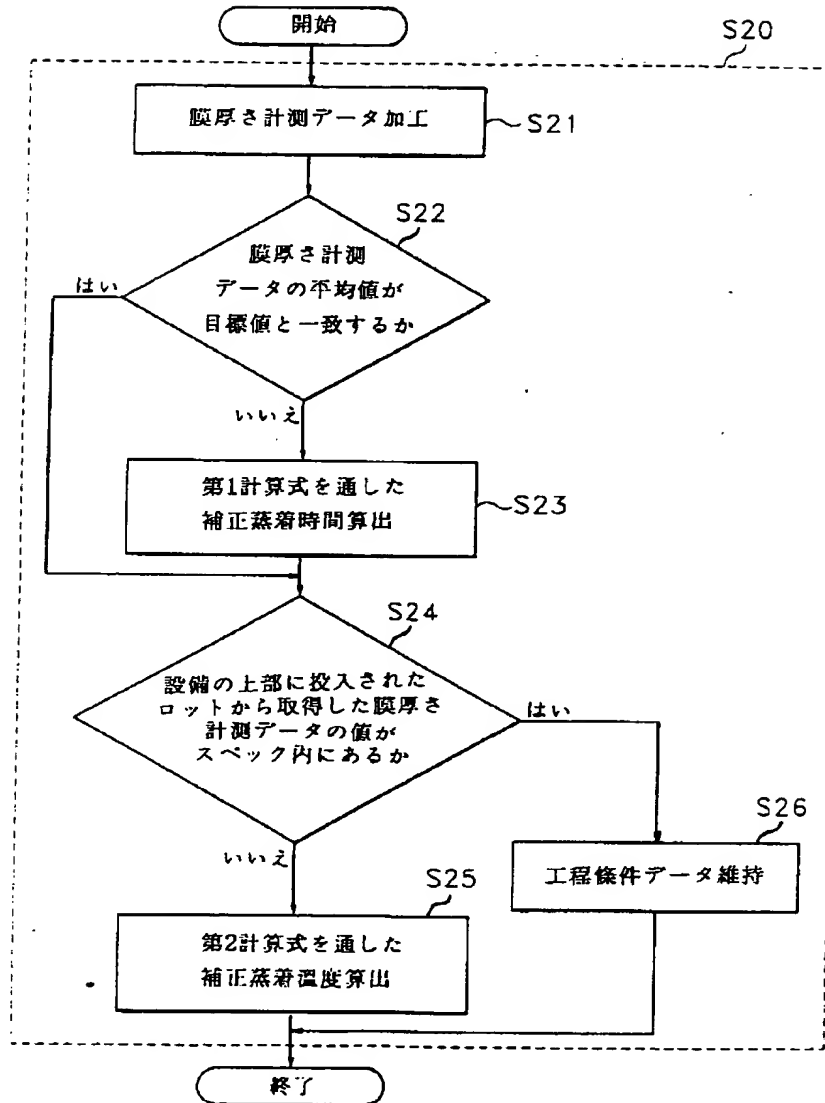 開始
S20
膜厚さ計測データ加工
S21
S22
膜厚さ計測
データの平均値が
目標値と一致するか
はい
いいえ
第1計算式を通した
補正蒸着時間算出
S23
S24
設備の上部に投入された
ロットから取得した膜厚さ
計測データの値が
スペック内にあるか
はい
いいえ
S26
工程條件データ維持
S25
第2計算式を通した
補正蒸着溫度算出
終了